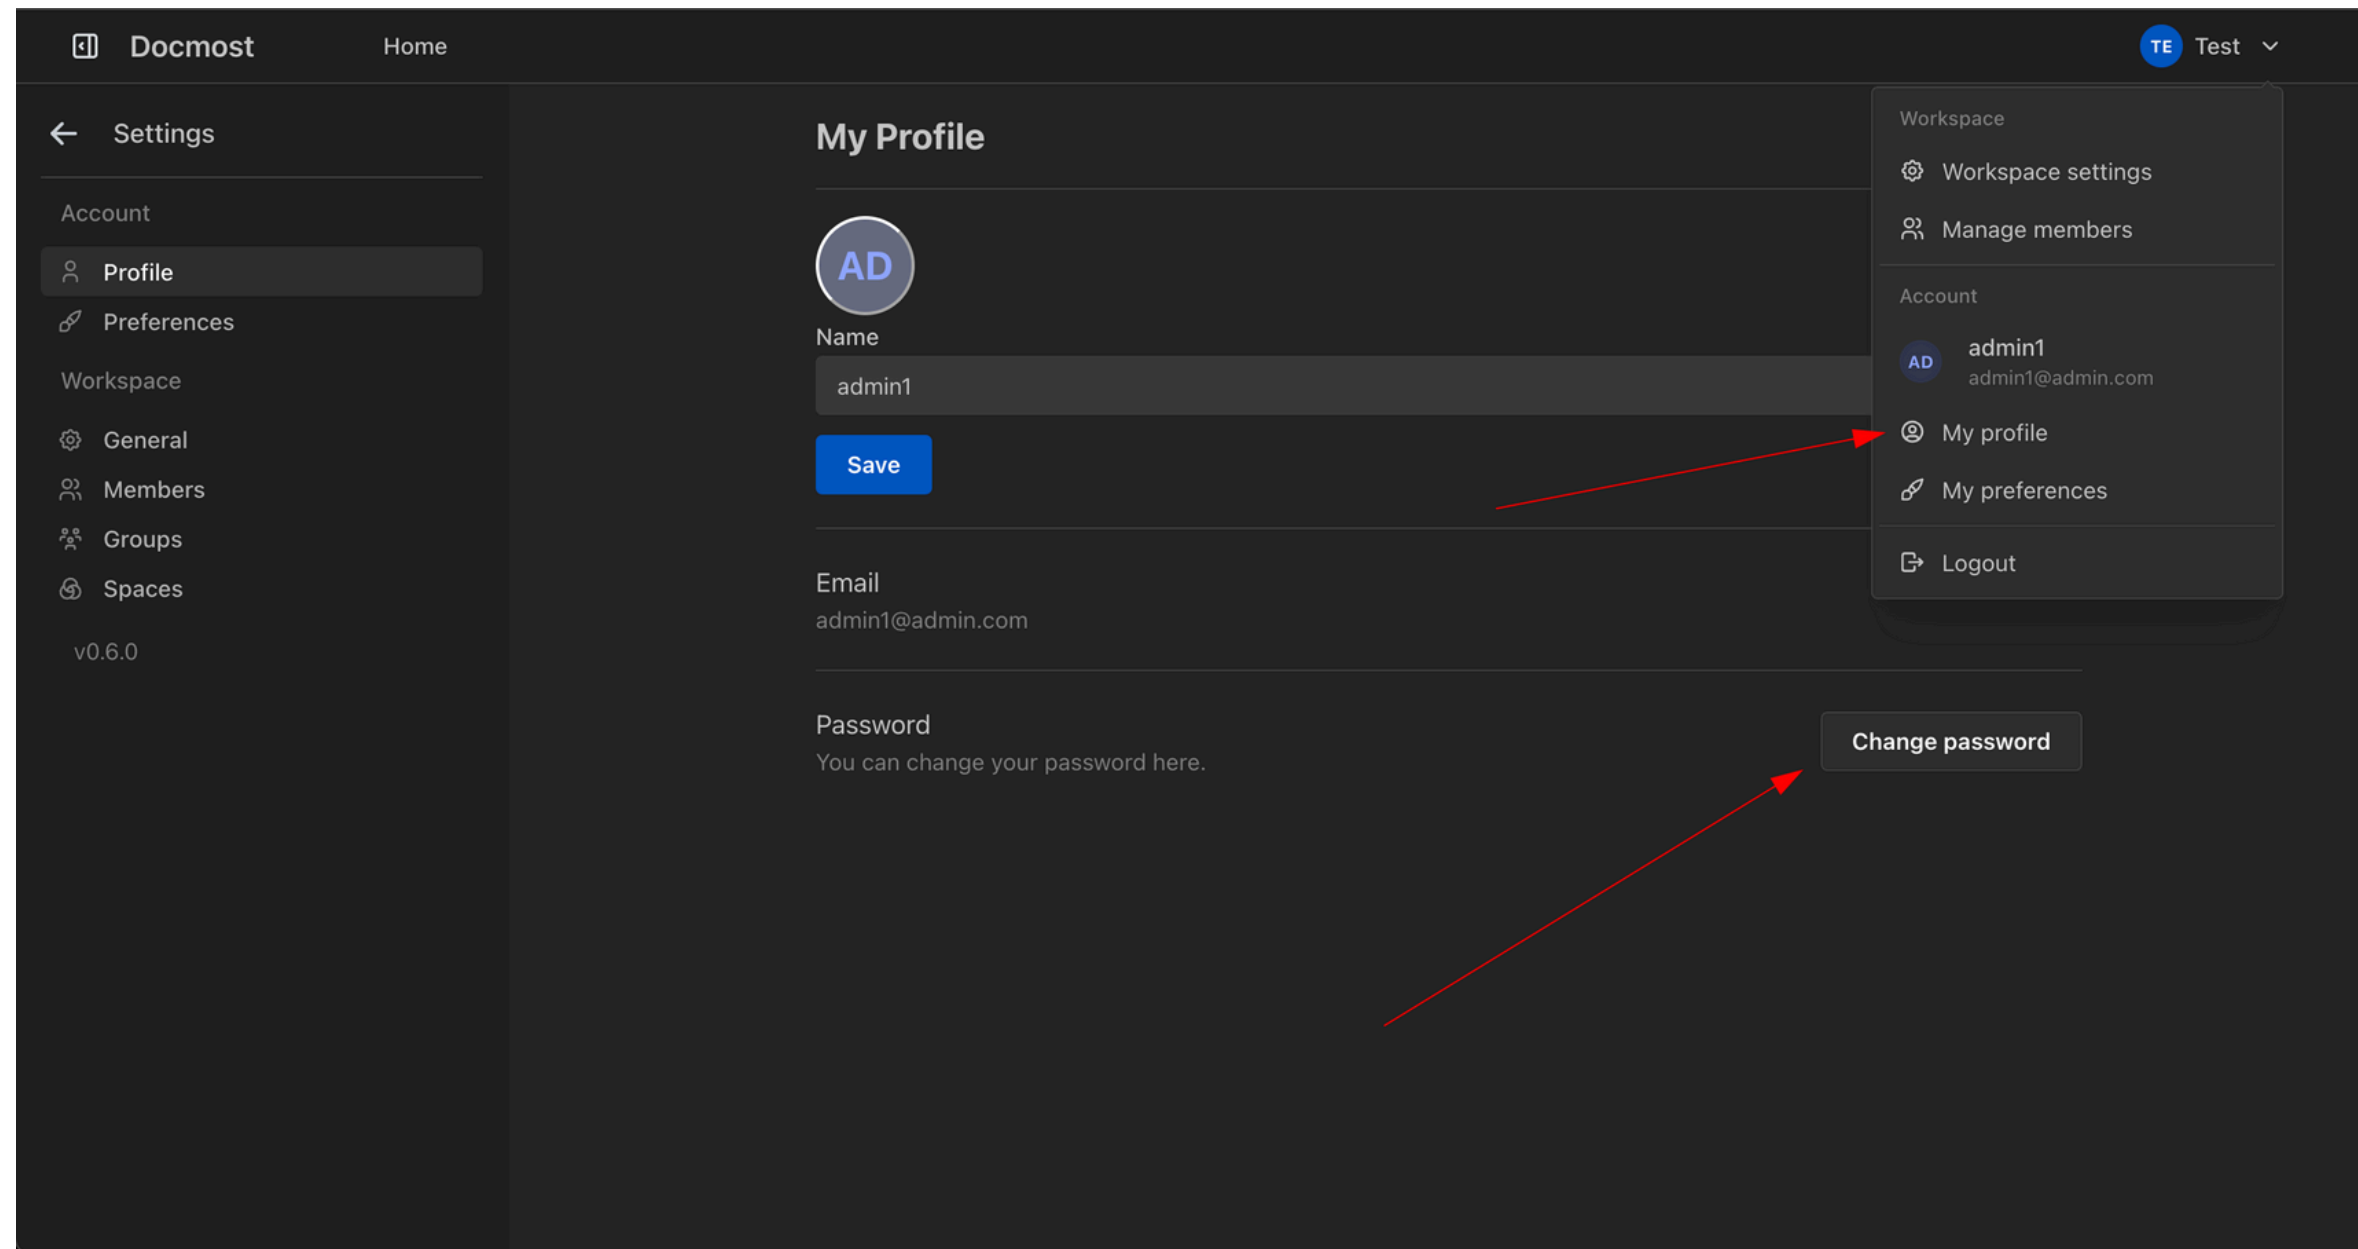 Docmost
Home
TE Test
Settings
Account
Profile
Preferences
Workspace
General
Members
Groups
Spaces
v0.6.0
My Profile
AD
Name
admin1
Save
Email
admin1@admin.com
Password
You can change your password here.
Change password
Workspace
Workspace settings
Manage members
Account
AD
admin1
admin1@admin.com
My profile
My preferences
Logout